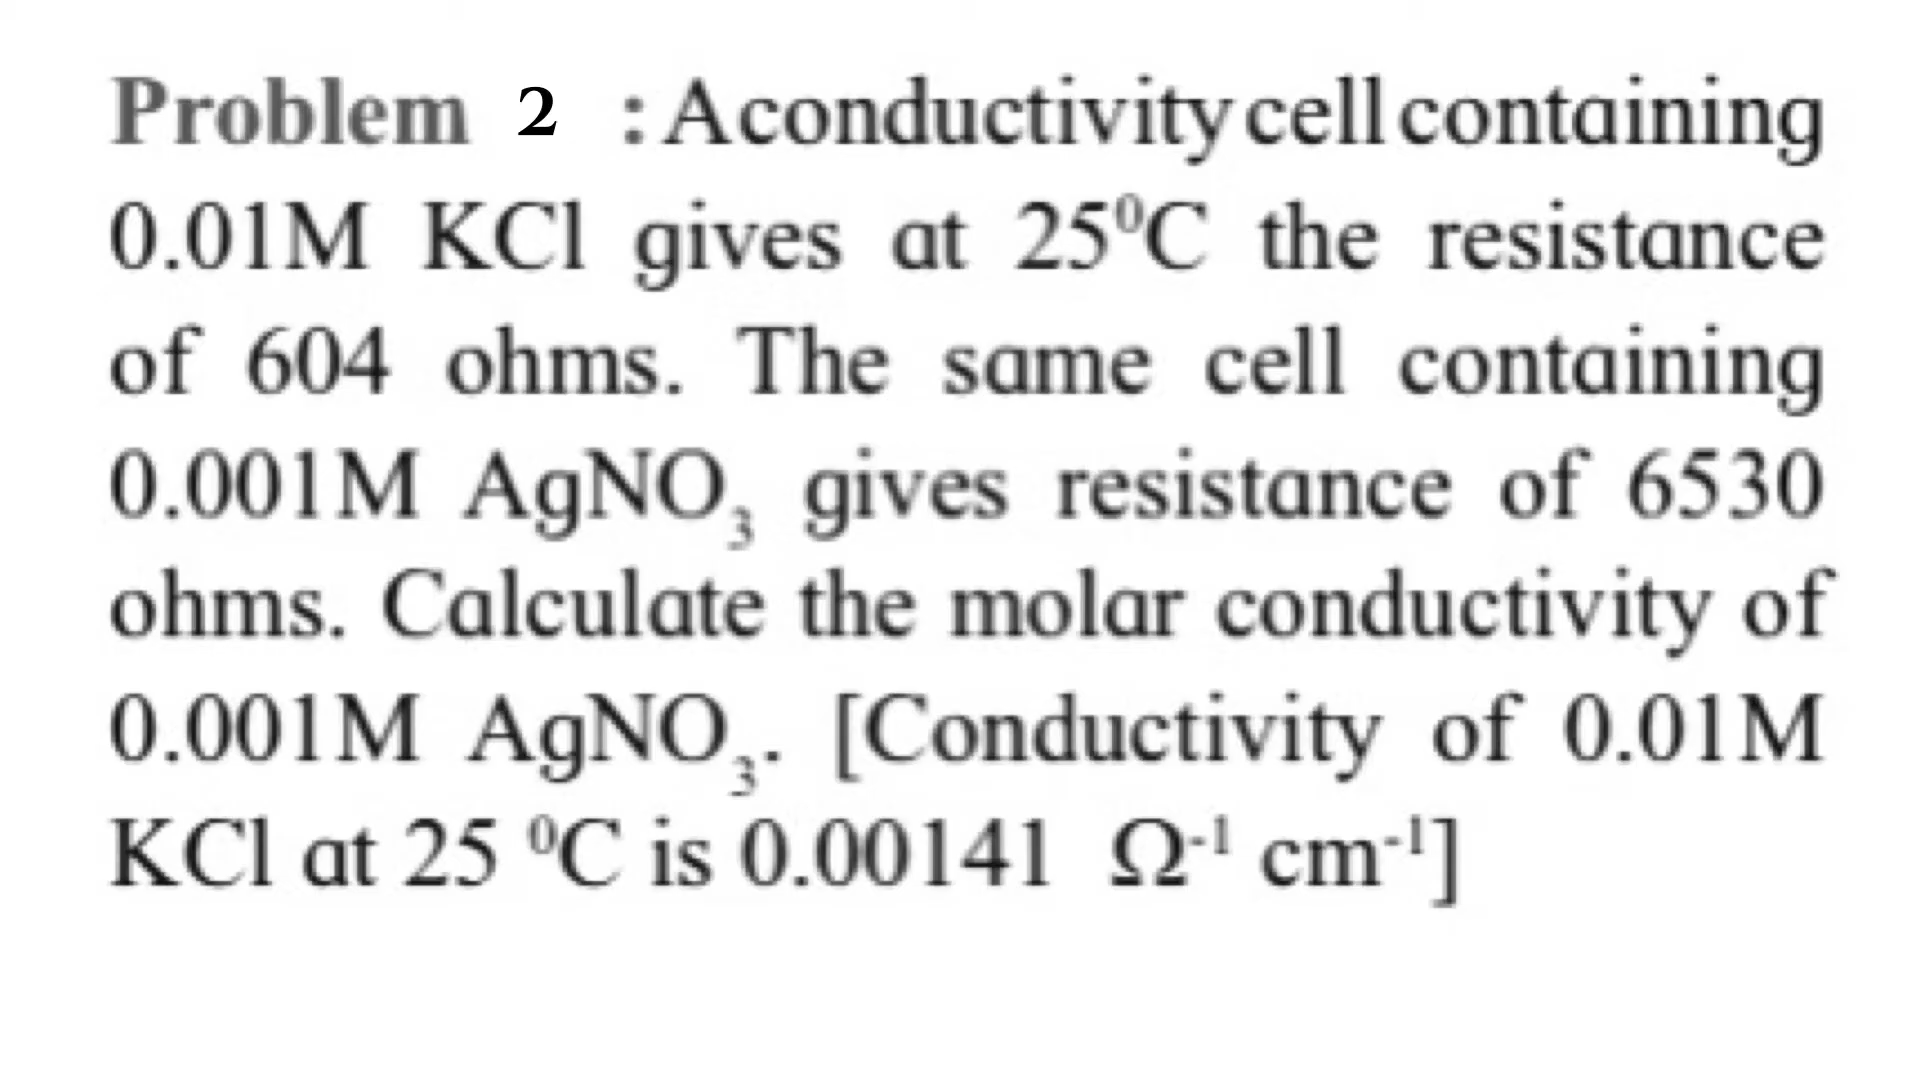 Problem 2 : A conductivity cell containing
0.01M KCl gives at 25⁰C the resistance
of 604 ohms. The same cell containing
0.001M AgNO₃ gives resistance of 6530
ohms. Calculate the molar conductivity of
0.001M AgNO₃. [Conductivity of 0.01M
KCl at 25 ⁰C is 0.00141 Ω⁻¹ cm⁻¹]